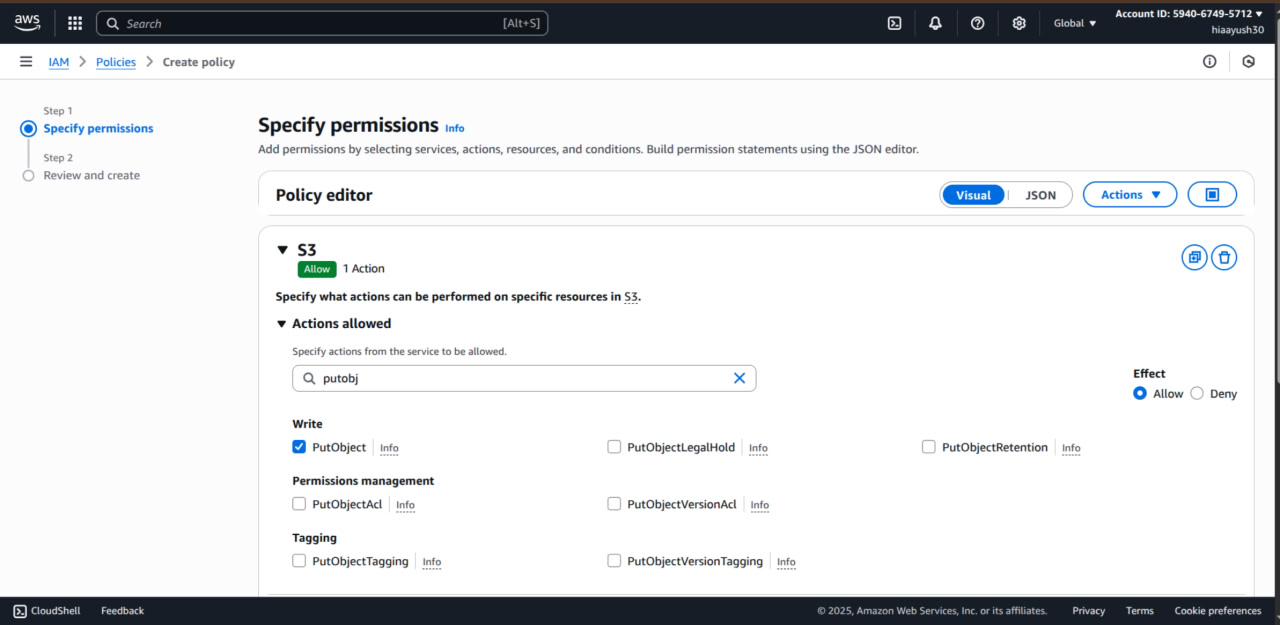 aws
Search [Alt+S]
Global
Account ID: 5940-6749-5712
hiaayush30
IAM
Policies
Create policy
Step 1
Specify permissions
Step 2
Review and create
Specify permissions Info
Add permissions by selecting services, actions, resources, and conditions. Build permission statements using the JSON editor.
Policy editor
Visual JSON
Actions
S3
Allow 1 Action
Specify what actions can be performed on specific resources in S3.
Actions allowed
Specify actions from the service to be allowed.
putobj
Effect
Allow Deny
Write
PutObject Info PutObjectLegalHold Info PutObjectRetention Info
Permissions management
PutObjectAcl Info PutObjectVersionAcl Info
Tagging
PutObjectTagging Info PutObjectVersionTagging Info
CloudShell Feedback
© 2025, Amazon Web Services, Inc. or its affiliates. Privacy Terms Cookie preferences